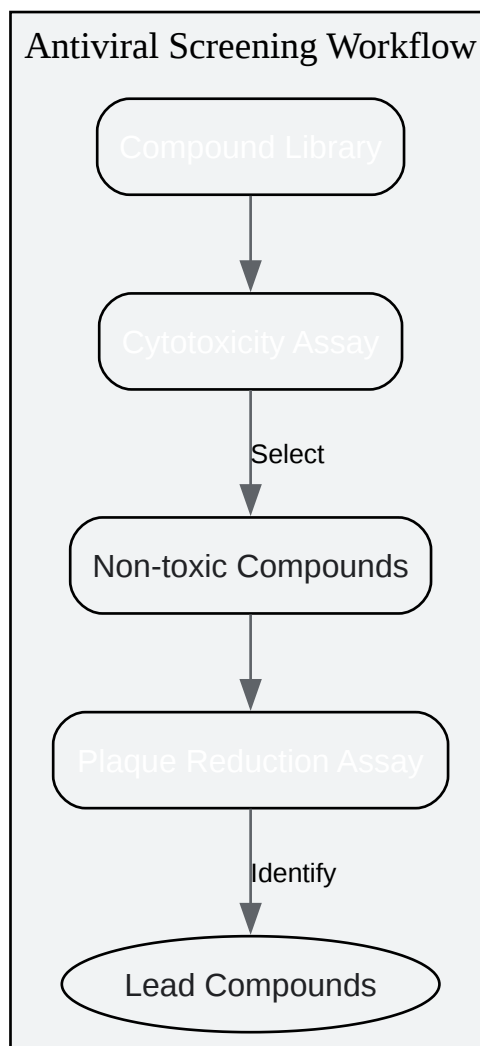 Antiviral Screening Workflow
Compound Library
Cytotoxicity Assay
Select
Non-toxic Compounds
Plaque Reduction Assay
Identify
Lead Compounds